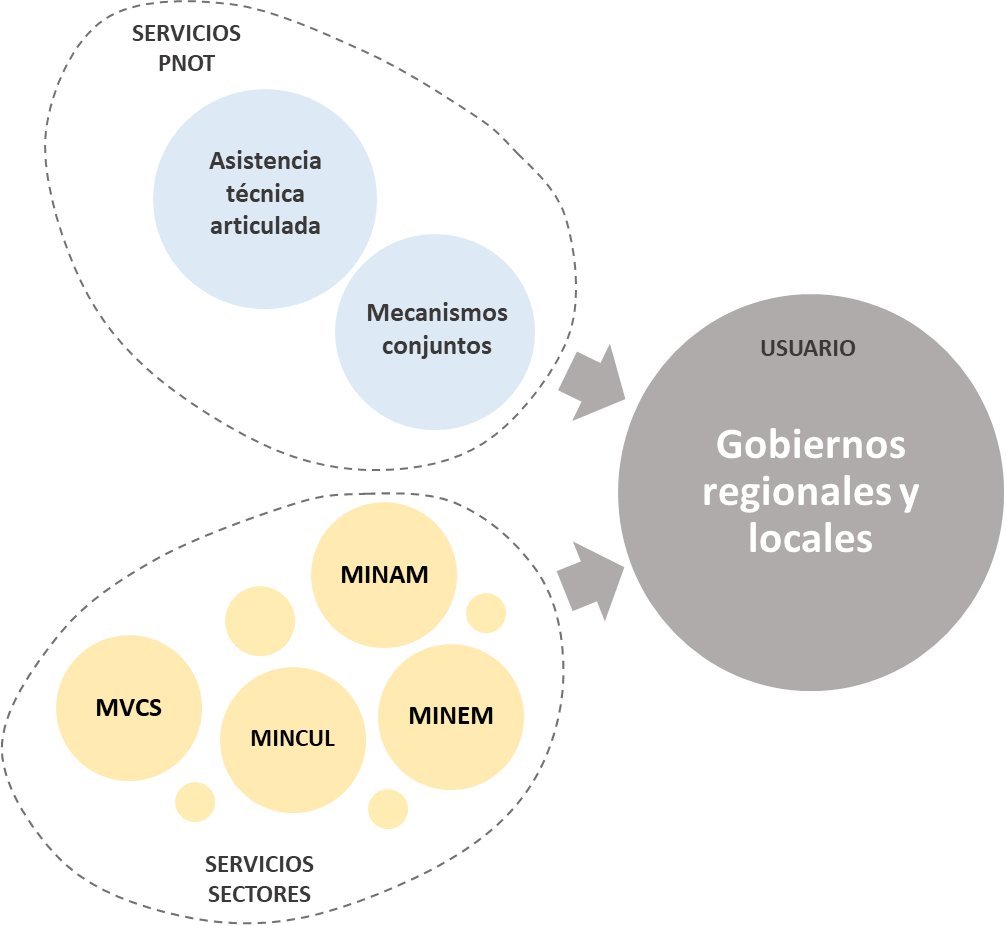 SERVICIOS
PNOT
Asistencia
técnica
articulada
Mecanismos
conjuntos
USUARIO
Gobiernos
regionales y
locales
MINAM
MVCS
MINCUL
MINEM
SERVICIOS
SECTORES